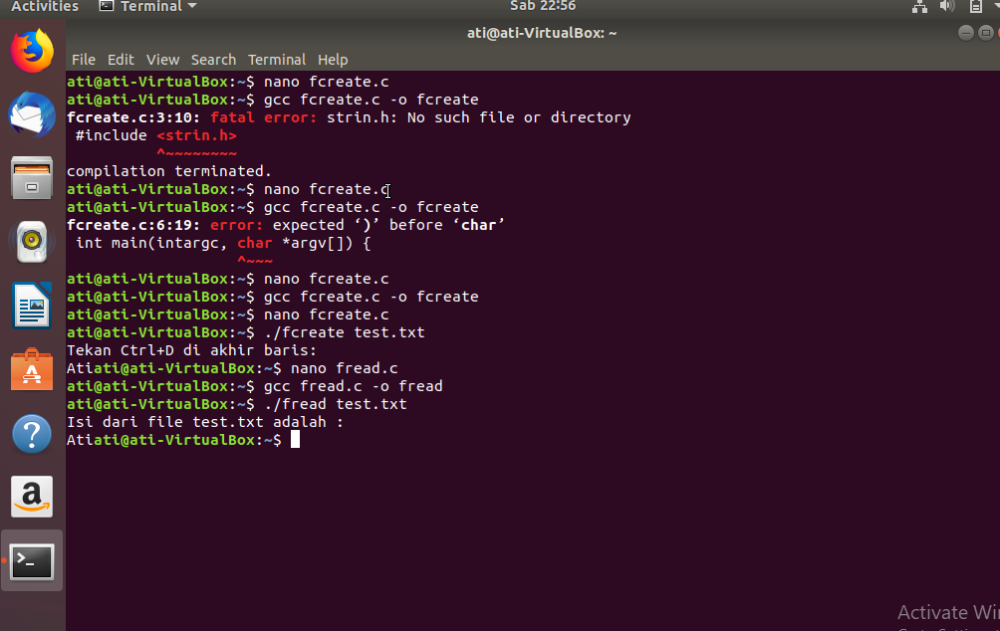 Activities Terminal Sab 22:56
ati@ati-VirtualBox: ~
File Edit View Search Terminal Help
ati@ati-VirtualBox:~$ nano fcreate.c
ati@ati-VirtualBox:~$ gcc fcreate.c -o fcreate
fcreate.c:3:10: fatal error: strin.h: No such file or directory
 #include <strin.h>
          ^~~~~~~~~
compilation terminated.
ati@ati-VirtualBox:~$ nano fcreate.c
ati@ati-VirtualBox:~$ gcc fcreate.c -o fcreate
fcreate.c:6:19: error: expected ‘)’ before ‘char’
 int main(intargc, char *argv[]) {
                   ^~~~
ati@ati-VirtualBox:~$ nano fcreate.c
ati@ati-VirtualBox:~$ gcc fcreate.c -o fcreate
ati@ati-VirtualBox:~$ nano fcreate.c
ati@ati-VirtualBox:~$ ./fcreate test.txt
Tekan Ctrl+D di akhir baris:
Atiati@ati-VirtualBox:~$ nano fread.c
ati@ati-VirtualBox:~$ gcc fread.c -o fread
ati@ati-VirtualBox:~$ ./fread test.txt
Isi dari file test.txt adalah :
Atiati@ati-VirtualBox:~$
Activate Wi